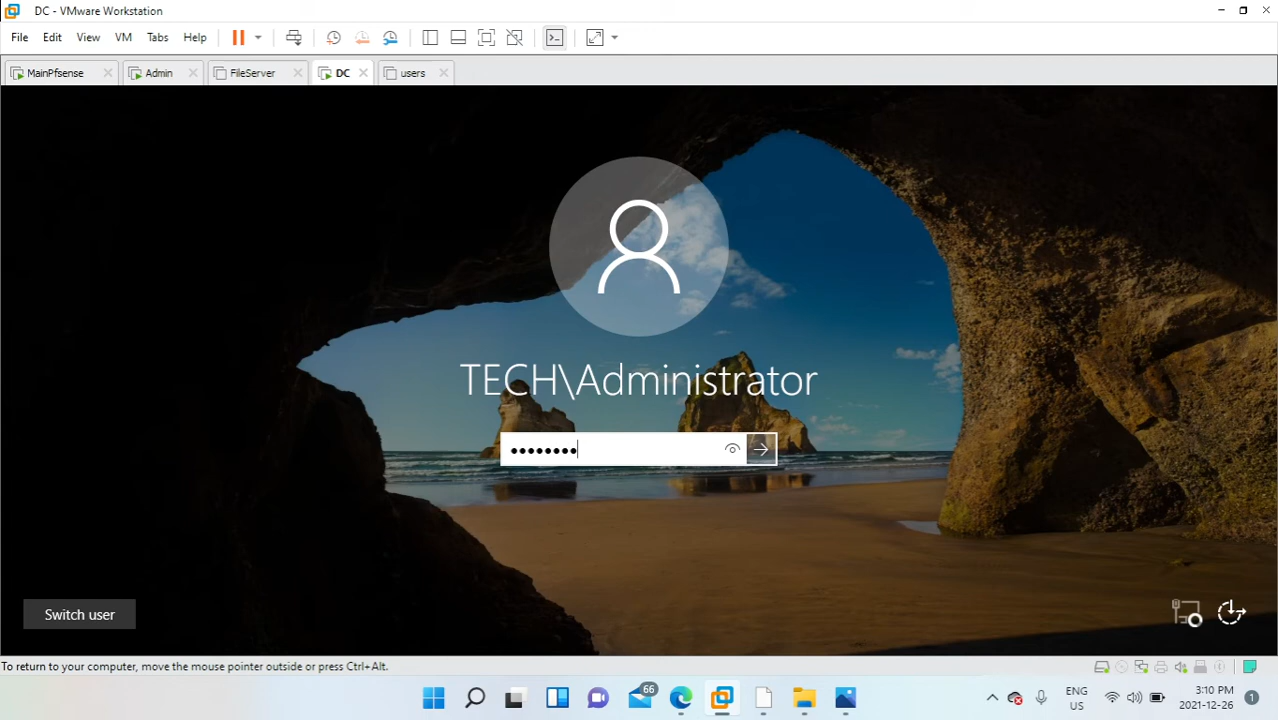 DC - VMware Workstation
File Edit View VM Tabs Help
MainPfsense Admin FileServer DC users
TECH\Administrator
••••••••
Switch user
To return to your computer, move the mouse pointer outside or press Ctrl+Alt.
66
ENG
US
3:10 PM
2021-12-26
1